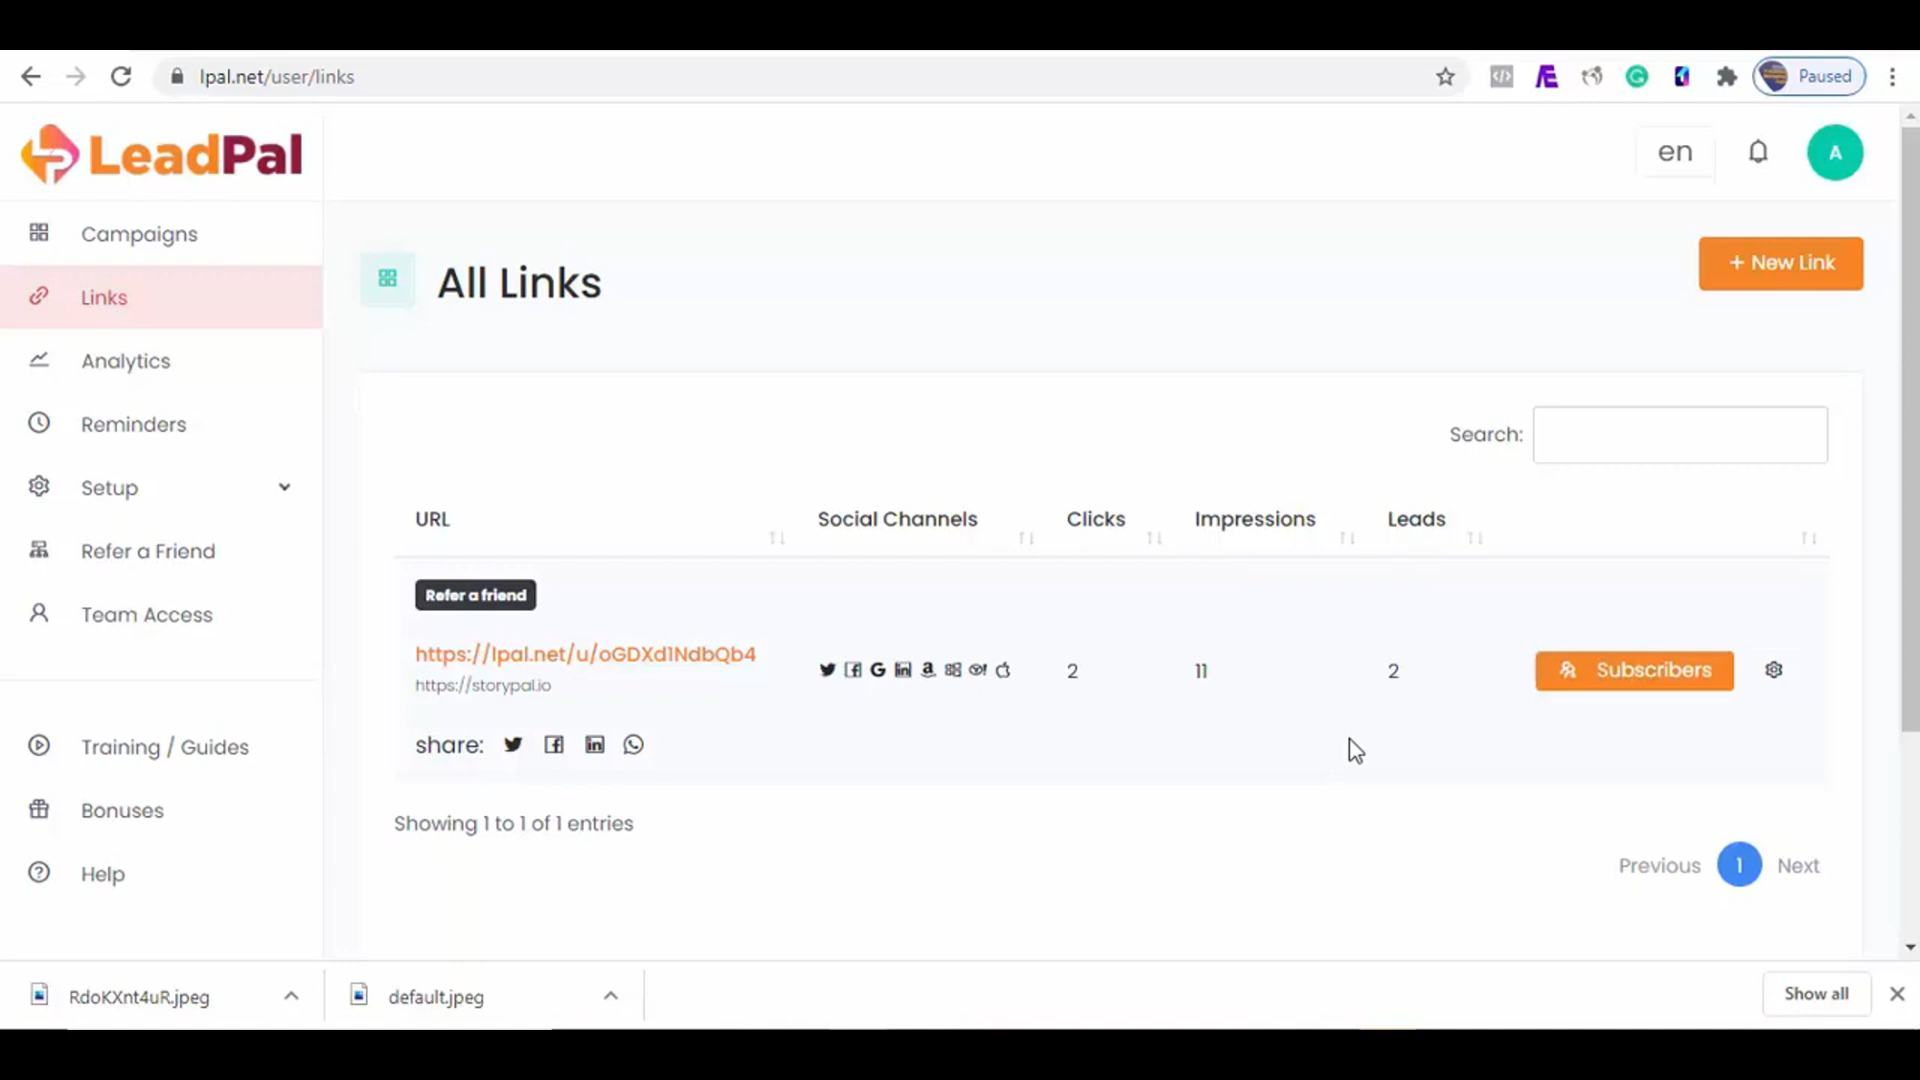 lpal.net/user/links
Paused
LeadPal
en
A
Campaigns
Links
Analytics
Reminders
Setup
Refer a Friend
Team Access
Training / Guides
Bonuses
Help
All Links
+ New Link
Search:
URL Social Channels Clicks Impressions Leads
Refer a friend
https://lpal.net/u/oGDXd1NdbQb4
https://storypal.io
2 11 2 Subscribers
share:
Showing 1 to 1 of 1 entries
Previous 1 Next
RdoKXnt4uR.jpeg
default.jpeg
Show all